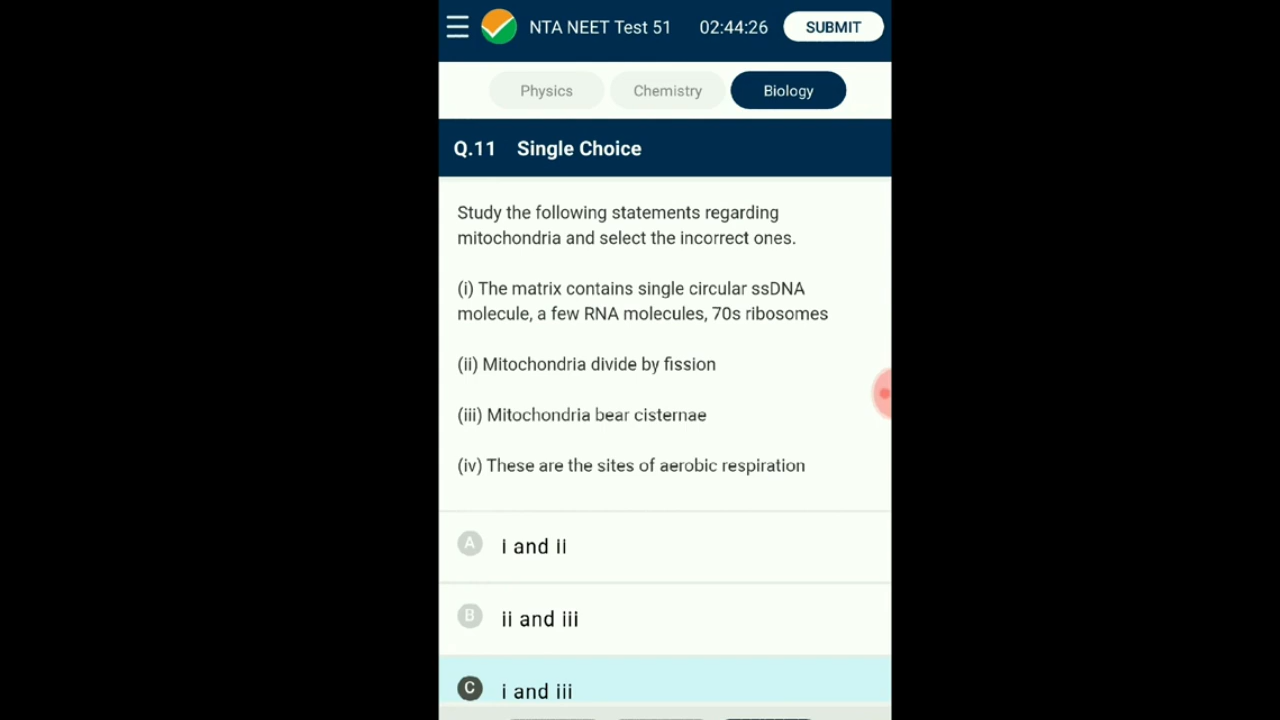 NTA NEET Test 51 02:44:26 SUBMIT
Physics Chemistry Biology
Q.11 Single Choice
Study the following statements regarding
mitochondria and select the incorrect ones.
(i) The matrix contains single circular ssDNA
molecule, a few RNA molecules, 70s ribosomes
(ii) Mitochondria divide by fission
(iii) Mitochondria bear cisternae
(iv) These are the sites of aerobic respiration
A i and ii
B ii and iii
C i and iii